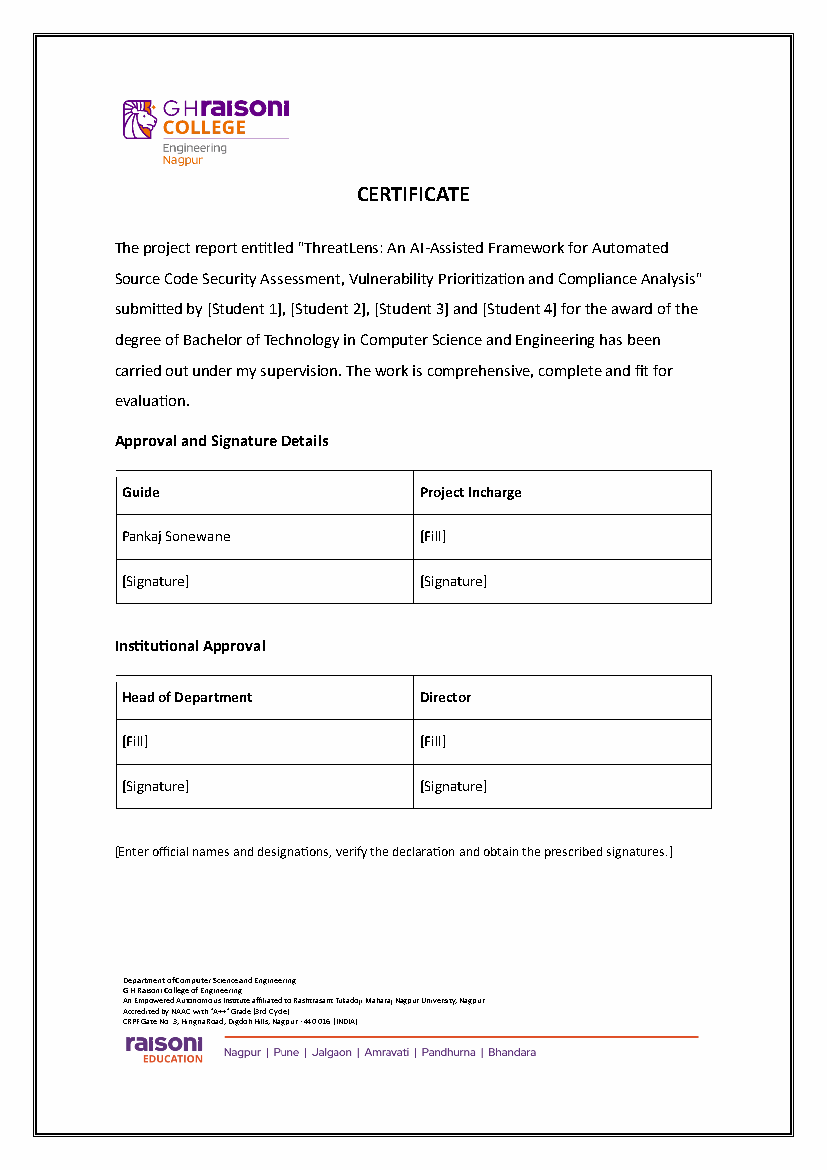 GHraisoni
COLLEGE
Engineering
Nagpur
CERTIFICATE
The project report entitled "ThreatLens: An AI-Assisted Framework for Automated
Source Code Security Assessment, Vulnerability Prioritization and Compliance Analysis"
submitted by [Student 1], [Student 2], [Student 3] and [Student 4] for the award of the
degree of Bachelor of Technology in Computer Science and Engineering has been
carried out under my supervision. The work is comprehensive, complete and fit for
evaluation.
Approval and Signature Details
Guide Project Incharge
Pankaj Sonewane [Fill]
[Signature] [Signature]
Institutional Approval
Head of Department Director
[Fill] [Fill]
[Signature] [Signature]
[Enter official names and designations, verify the declaration and obtain the prescribed signatures.]
Department of Computer Science and Engineering
G H Raisoni College of Engineering
An Empowered Autonomous Institute affiliated to Rashtrasant Tukadoji Maharaj Nagpur University, Nagpur
Accredited by NAAC with "A++" Grade (3rd Cycle)
CRPF Gate No. 3, Hingna Road, Digdoh Hills, Nagpur - 440 016 (INDIA)
raisoni
EDUCATION
Nagpur | Pune | Jalgaon | Amravati | Pandhurna | Bhandara